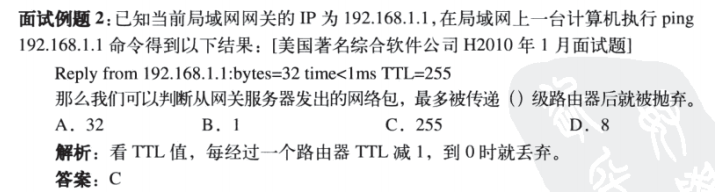 面试例题 2:已知当前局域网网关的 IP 为 192.168.1.1,在局域网上一台计算机执行 ping
192.168.1.1 命令得到以下结果:[美国著名综合软件公司 H2010 年 1 月面试题]
Reply from 192.168.1.1:bytes=32 time<1ms TTL=255
那么我们可以判断从网关服务器发出的网络包，最多被传递（）级路由器后就被抛弃。
A．32 B．1 C．255 D．8
解析：看 TTL 值，每经过一个路由器 TTL 减 1，到 0 时就丢弃。
答案：C